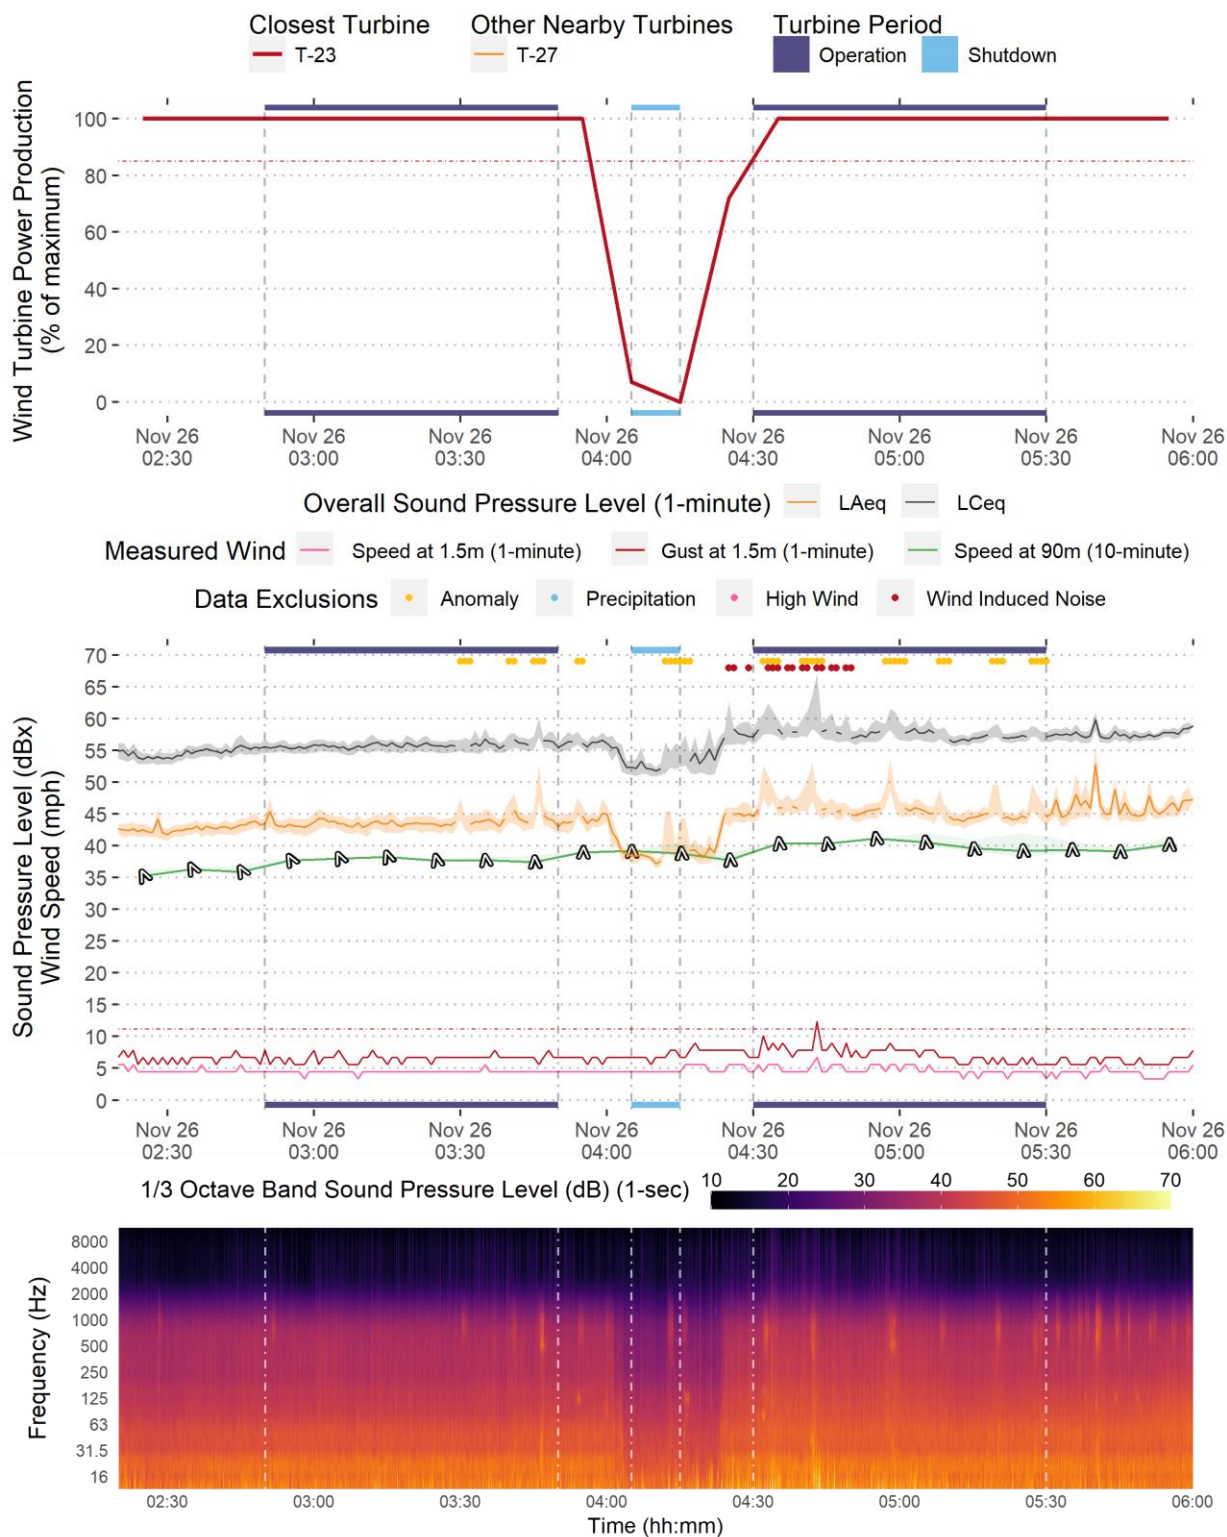 Closest Turbine Other Nearby Turbines Turbine Period
T-23 T-27 Operation Shutdown
Wind Turbine Power Production
(% of maximum)
100
80
60
40
20
0
Nov 26 Nov 26 Nov 26 Nov 26 Nov 26 Nov 26 Nov 26 Nov 26
02:30 03:00 03:30 04:00 04:30 05:00 05:30 06:00
Overall Sound Pressure Level (1-minute) LAeq LCeq
Measured Wind Speed at 1.5m (1-minute) Gust at 1.5m (1-minute) Speed at 90m (10-minute)
Data Exclusions Anomaly Precipitation High Wind Wind Induced Noise
Sound Pressure Level (dBx)
Wind Speed (mph)
70
65
60
55
50
45
40
35
30
25
20
15
10
5
0
Nov 26 Nov 26 Nov 26 Nov 26 Nov 26 Nov 26 Nov 26 Nov 26
02:30 03:00 03:30 04:00 04:30 05:00 05:30 06:00
1/3 Octave Band Sound Pressure Level (dB) (1-sec)
10 20 30 40 50 60 70
Frequency (Hz)
8000
4000
2000
1000
500
250
125
63
31.5
16
02:30 03:00 03:30 04:00 04:30 05:00 05:30 06:00
Time (hh:mm)